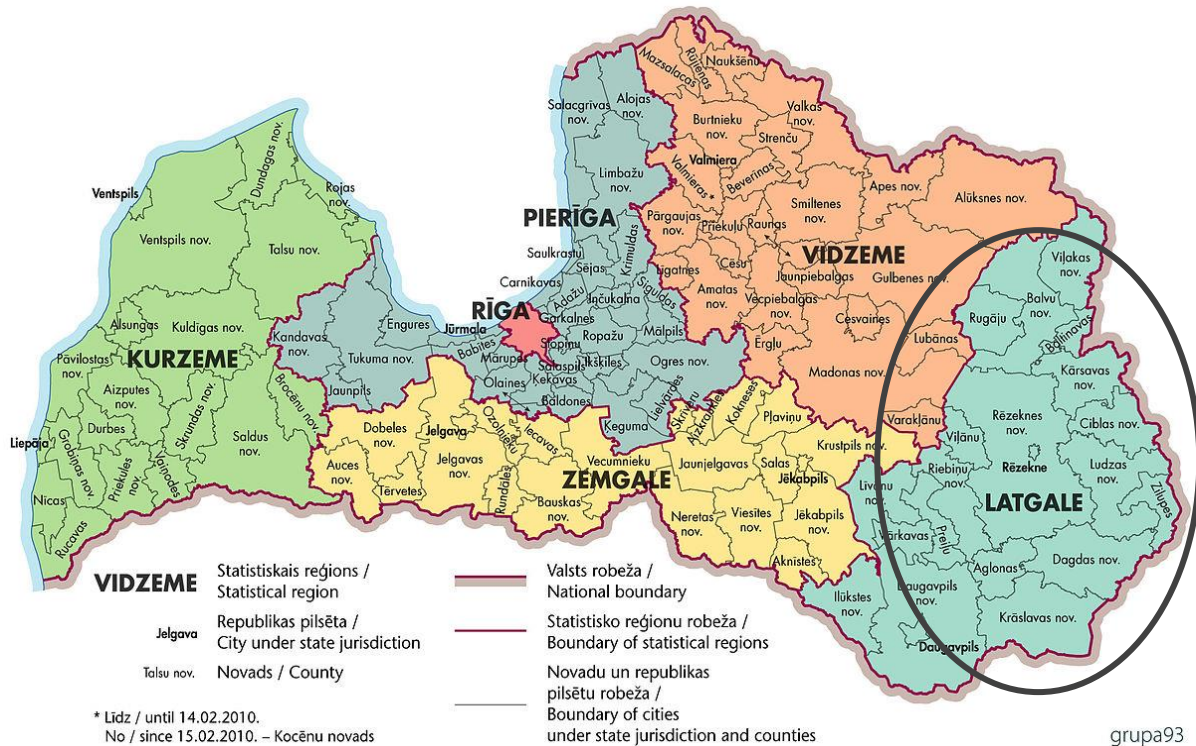 Mazsalacas
Rūjienas
Naukšēnu
Salacgrīvas
Alojas
nov.
Valkas
nov.
Burtnieku
nov.
Strenču
Dundagas nov.
Rojas
nov.
Ventspils
Valmiera
Valmieras *
Beverīnas
Limbažu
nov.
Apes nov.
Alūksnes nov.
Smiltenes
nov.
PIERĪGA
Pārgaujas
nov.
Priekuļu
Raunas
Ventspils nov.
Talsu nov.
Krimuldas
VIDZEME
Saulkrastu
Sējas
Līgatnes
Cēsu
Jaunpiebalgas
Gulbenes nov.
Viļakas
nov.
Carnikavas
Ādažu
Inčukalna
Siguldas
Amatas
nov.
Vecpiebalgas
nov.
Balvu
nov.
Rugāju
RĪGA
Garkalnes
Cesvaines
Alsungas
Kuldīgas nov.
Engures
Jūrmala
Ropažu
Mālpils
Lubānas
Baltinavas
Kandavas
nov.
Babītes
Stopiņu
Ērgļu
KURZEME
Pāvilostas
nov.
Tukuma nov.
Mārupes
Salaspils
Ikšķiles
Ogres nov.
Madonas nov.
Kārsavas
nov.
Aizputes
nov.
Skrundas nov.
Brocēnu nov.
Jaunpils
Olaines
Ķekavas
Baldones
Lielvārdes
Ķeguma
Skrīveru
Aizkraukles
Kokneses
Pļaviņu
Varakļānu
Rēzeknes
nov.
Ciblas nov.
Durbes
Liepāja
Grobiņas nov.
Priekules
nov.
Vaiņodes
Saldus
nov.
Dobeles
nov.
Jelgava
Ozolnieku
Iecavas
Krustpils nov.
Viļānu
Riebiņu
nov.
Rēzekne
Ludzas
nov.
Zilupes
Auces
nov.
Jelgavas
nov.
Vecumnieku
ZEMGALE
Jaunjelgavas
Salas
Jēkabpils
Līvānu
LATGALE
Nīcas
Rucavas
Tērvetes
Rundāles
Bauskas
nov.
Neretas
nov.
Viesītes
nov.
Jēkabpils
nov.
Vārkavas
Preiļu
Aknīstes
Aglonas
Dagdas nov.
Ilūkstes
nov.
Daugavpils
nov.
Krāslavas nov.
Daugavpils
VIDZEME Statistiskais reģions /
Statistical region
Jelgava Republikas pilsēta /
City under state jurisdiction
Talsu nov. Novads / County
* Līdz / until 14.02.2010.
No / since 15.02.2010. – Kocēnu novads
Valsts robeža /
National boundary
Statistisko reģionu robeža /
Boundary of statistical regions
Novadu un republikas
pilsētu robeža /
Boundary of cities
under state jurisdiction and counties
grupa93